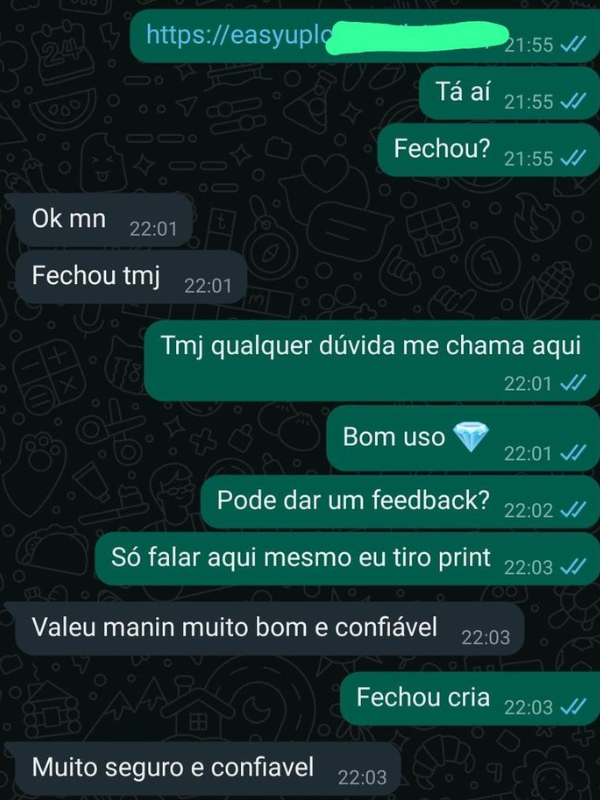 https://easyuplo
21:55
Tá aí
21:55
Fechou?
21:55
Ok mn
22:01
Fechou tmj
22:01
Tmj qualquer dúvida me chama aqui
22:01
Bom uso 💎
22:01
Pode dar um feedback?
22:02
Só falar aqui mesmo eu tiro print
22:03
Valeu manin muito bom e confiável
22:03
Fechou cria
22:03
Muito seguro e confiavel
22:03